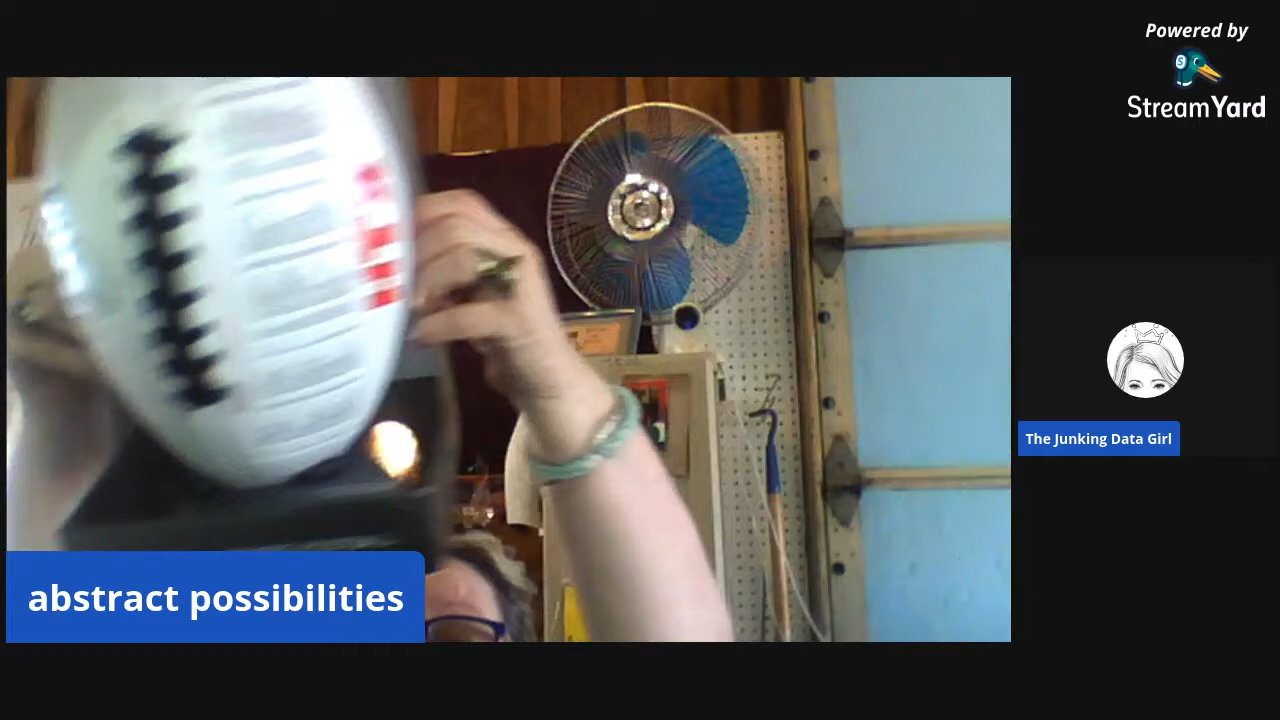 Powered by
StreamYard
The Junking Data Girl
abstract possibilities